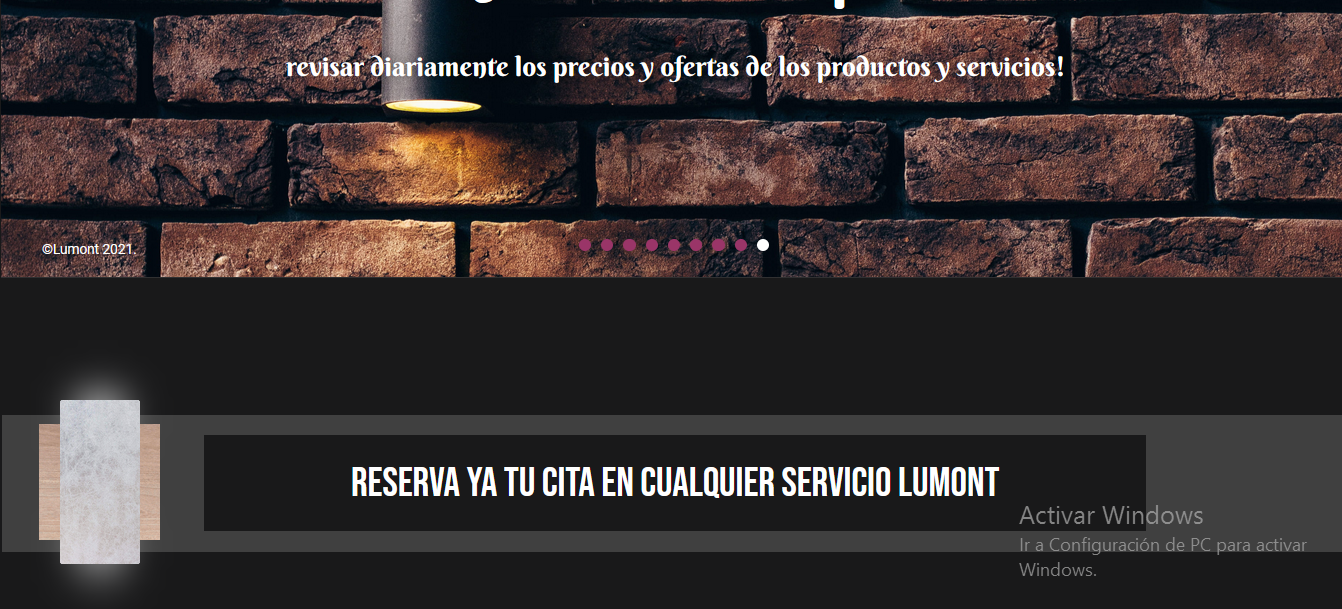 revisar diariamente los precios y ofertas de los productos y servicios!
©Lumont 2021.
RESERVA YA TU CITA EN CUALQUIER SERVICIO LUMONT
Activar Windows
Ir a Configuración de PC para activar
Windows.